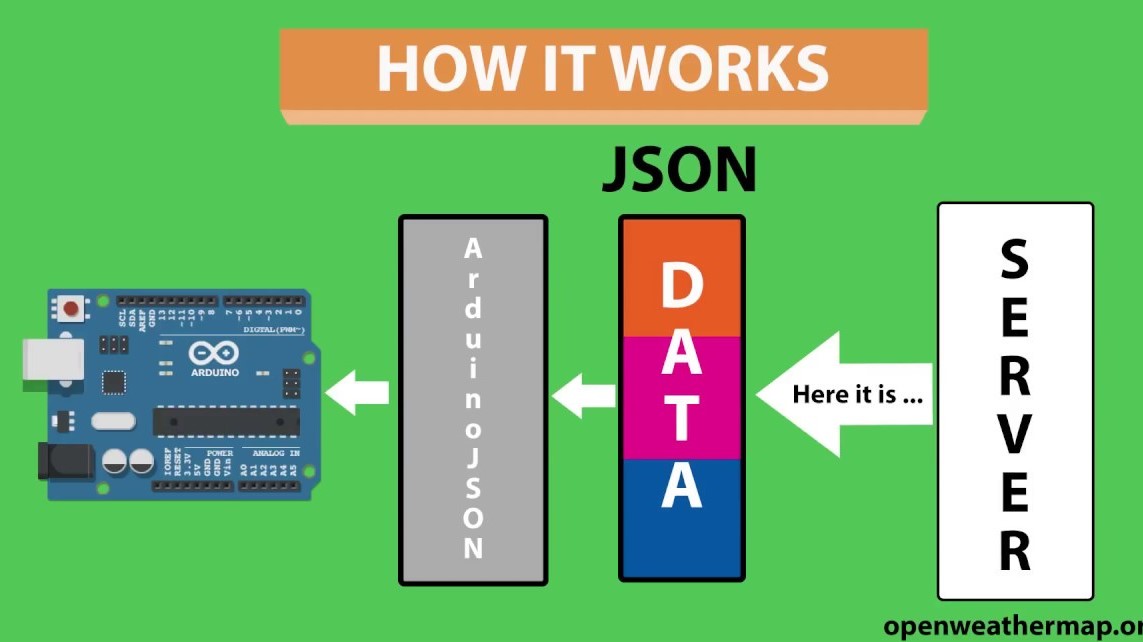 HOW IT WORKS
JSON
ArduinoJSON
DATA
Here it is ...
SERVER
SCL
SDA
AREF
GND
13
12
~11
~10
~9
8
7
~6
~5
4
~3
2
1
0
DIGITAL (PWM~)
ARDUINO
POWER
ANALOG IN
IOREF
RESET
3.3V
5V
GND
GND
Vin
A0
A1
A2
A3
A4
A5
openweathermap.or